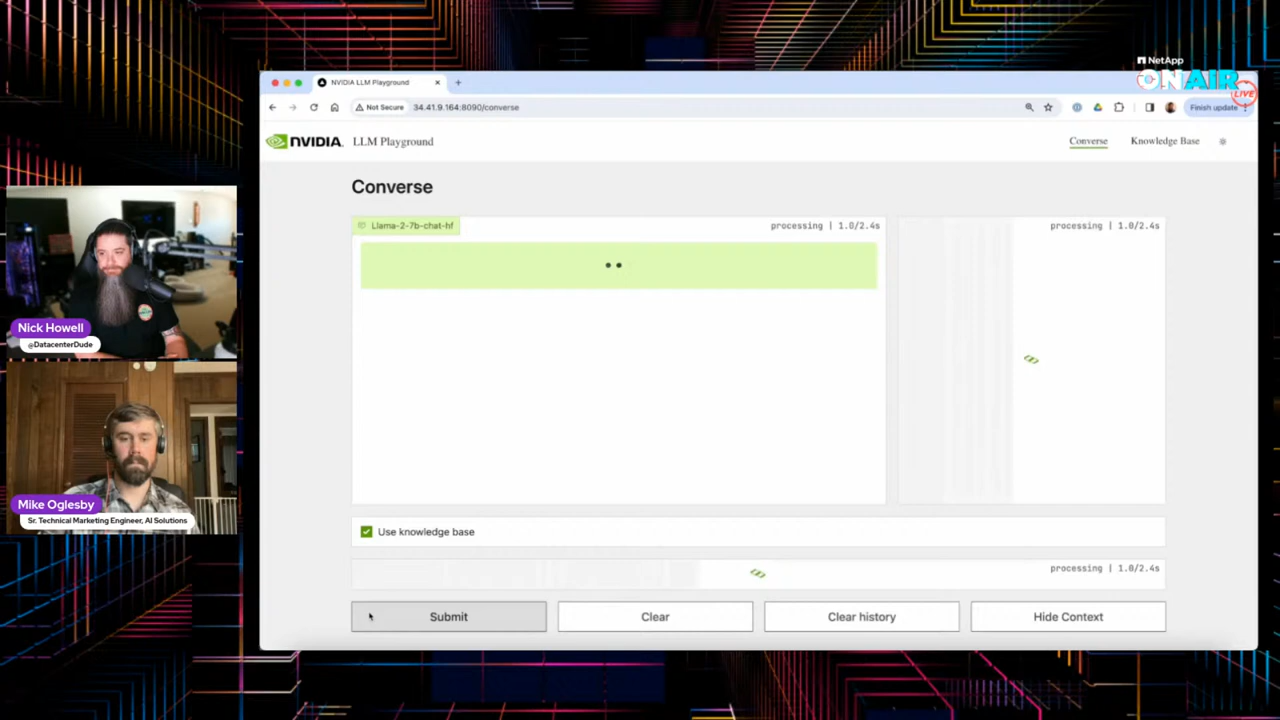 NetApp
ON AIR
LIVE
NVIDIA LLM Playground
Not Secure
34.41.9.164:8090/converse
Finish update
NVIDIA.
LLM Playground
Converse
Knowledge Base
Converse
Llama-2-7b-chat-hf
processing | 1.0/2.4s
processing | 1.0/2.4s
Nick Howell
@DatacenterDude
Mike Oglesby
Sr. Technical Marketing Engineer, AI Solutions
Use knowledge base
processing | 1.0/2.4s
Submit
Clear
Clear history
Hide Context